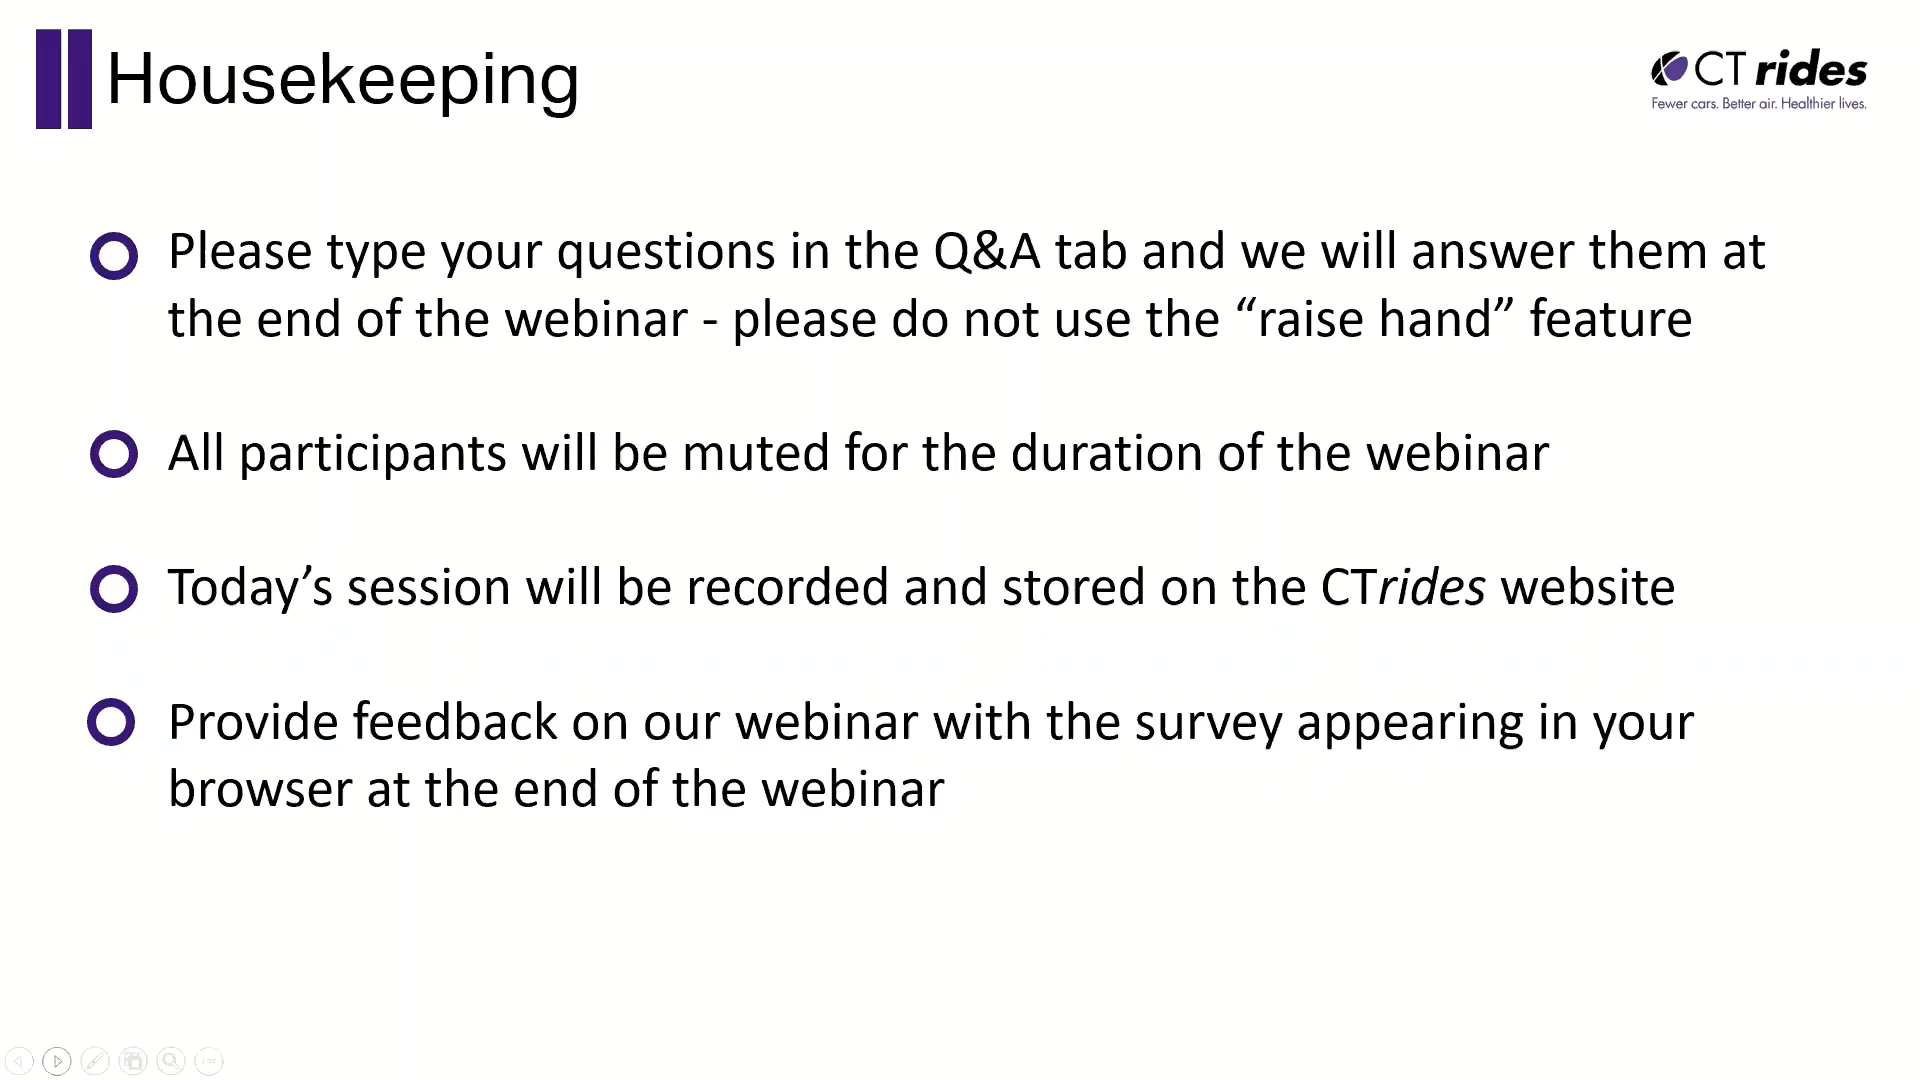 Housekeeping
CT rides
Fewer cars. Better air. Healthier lives.
Please type your questions in the Q&A tab and we will answer them at
the end of the webinar - please do not use the “raise hand” feature
All participants will be muted for the duration of the webinar
Today’s session will be recorded and stored on the CTrides website
Provide feedback on our webinar with the survey appearing in your
browser at the end of the webinar